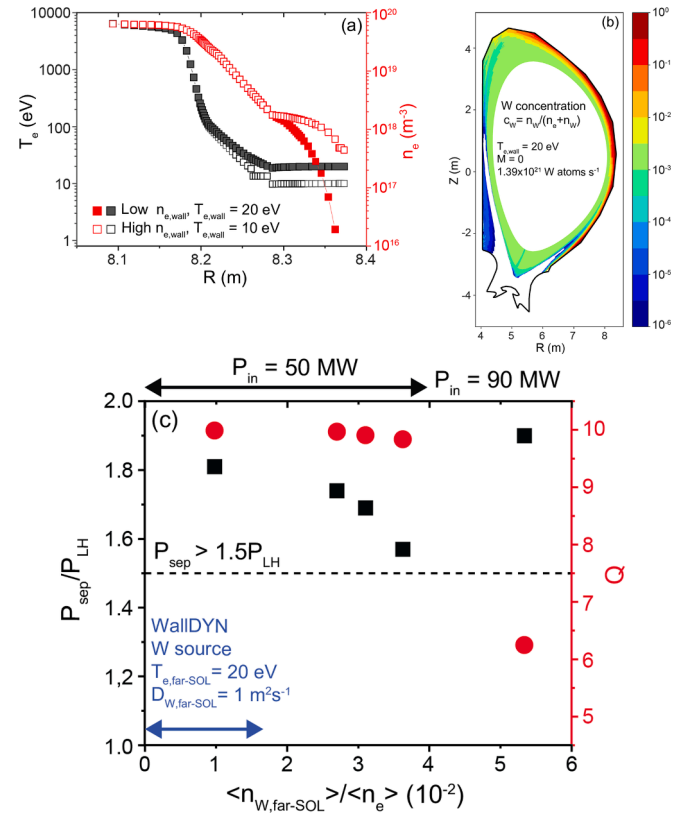 (a)
10000
1000
100
10
1
T_e (eV)
10^20
10^19
10^18
10^17
10^16
n_e (m^-3)
Low n_e,wall, T_e,wall = 20 eV
High n_e,wall, T_e,wall = 10 eV
8.1 8.2 8.3 8.4
R (m)
(b)
4
2
0
-2
-4
Z (m)
W concentration
c_W= n_W/(n_e+n_W)
T_e,wall = 20 eV
M = 0
1.39x10^21 W atoms s^-1
4 5 6 7 8
R (m)
10^0
10^-1
10^-2
10^-3
10^-4
10^-5
10^-6
P_in = 50 MW
P_in = 90 MW
(c)
2.0
1.8
1.6
1.4
1,2
1.0
P_sep/P_LH
P_sep > 1.5P_LH
WallDYN
W source
T_e,far-SOL = 20 eV
D_W,far-SOL = 1 m^2s^-1
10
9
8
7
6
5
4
Q
0 1 2 3 4 5 6
<n_W,far-SOL>/<n_e> (10^-2)